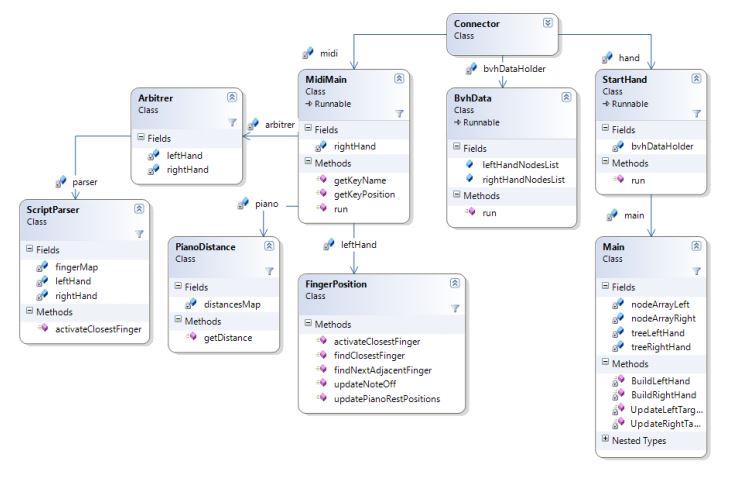 Connector
Class
midi
bvhDataHolder
hand
MidiMain
Class
Runnable
Fields
rightHand
Methods
getKeyName
getKeyPosition
run
BvhData
Class
Runnable
Fields
leftHandNodesList
rightHandNodesList
Methods
run
StartHand
Class
Runnable
Fields
bvhDataHolder
Methods
run
Arbitrer
Class
Fields
leftHand
rightHand
arbitrer
parser
piano
leftHand
main
ScriptParser
Class
Fields
fingerMap
leftHand
rightHand
Methods
activateClosestFinger
PianoDistance
Class
Fields
distancesMap
Methods
getDistance
FingerPosition
Class
Methods
activateClosestFinger
findClosestFinger
findNextAdjacentFinger
updateNoteOff
updatePianoRestPositions
Main
Class
Fields
nodeArrayLeft
nodeArrayRight
treeLeftHand
treeRightHand
Methods
BuildLeftHand
BuildRightHand
UpdateLeftTarg...
UpdateRightTa...
Nested Types